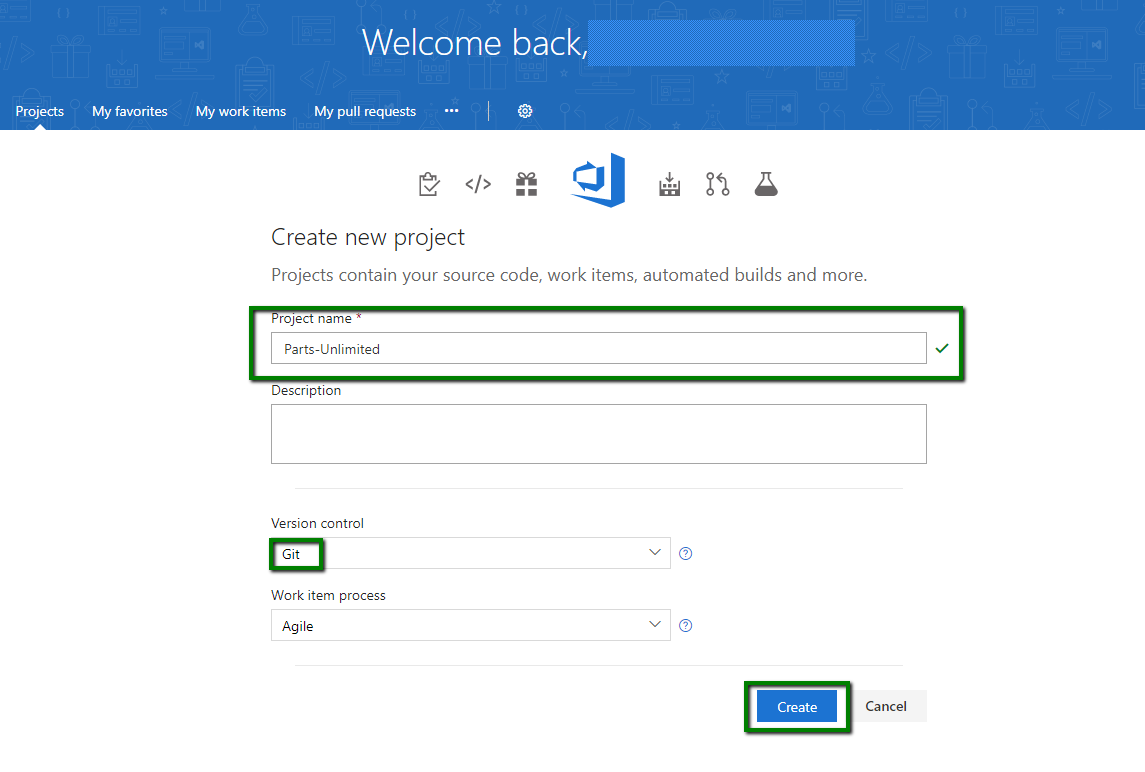 Welcome back,
Projects My favorites My work items My pull requests ···
Create new project
Projects contain your source code, work items, automated builds and more.
Project name *
Parts-Unlimited
Description
Version control
Git
?
Work item process
Agile
?
Create Cancel